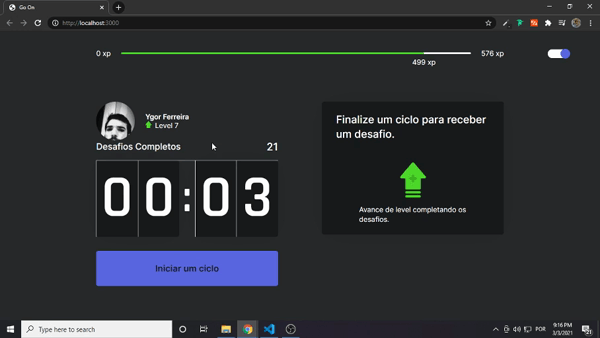 Go On
http://localhost:3000
0 xp
576 xp
499 xp
Ygor Ferreira
Level 7
Desafios Completos
21
00:03
Iniciar um ciclo
Finalize um ciclo para receber
um desafio.
Avance de level completando os
desafios.
Type here to search
POR
9:16 PM
3/3/2021
21